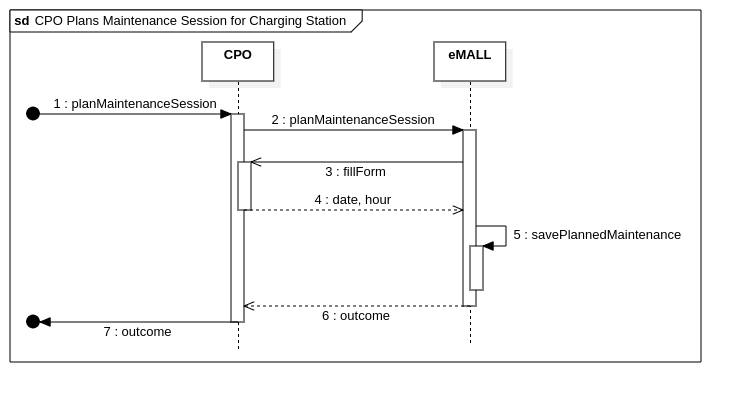 sd CPO Plans Maintenance Session for Charging Station
CPO
eMALL
1 : planMaintenanceSession
2 : planMaintenanceSession
3 : fillForm
4 : date, hour
5 : savePlannedMaintenance
6 : outcome
7 : outcome